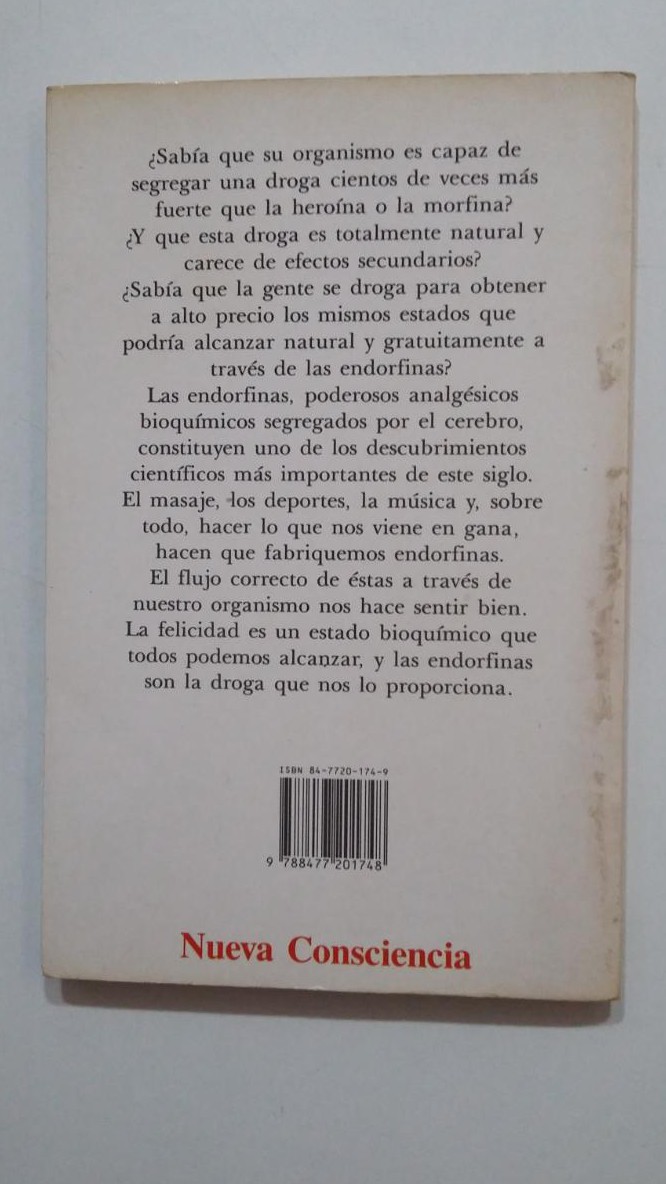 ¿Sabía que su organismo es capaz de
segregar una droga cientos de veces más
fuerte que la heroína o la morfina?
¿Y que esta droga es totalmente natural y
carece de efectos secundarios?
¿Sabía que la gente se droga para obtener
a alto precio los mismos estados que
podría alcanzar natural y gratuitamente a
través de las endorfinas?
Las endorfinas, poderosos analgésicos
bioquímicos segregados por el cerebro,
constituyen uno de los descubrimientos
científicos más importantes de este siglo.
El masaje, los deportes, la música y, sobre
todo, hacer lo que nos viene en gana,
hacen que fabriquemos endorfinas.
El flujo correcto de éstas a través de
nuestro organismo nos hace sentir bien.
La felicidad es un estado bioquímico que
todos podemos alcanzar, y las endorfinas
son la droga que nos lo proporciona.
ISBN 84-7720-174-9
9 788477 201748
Nueva Consciencia